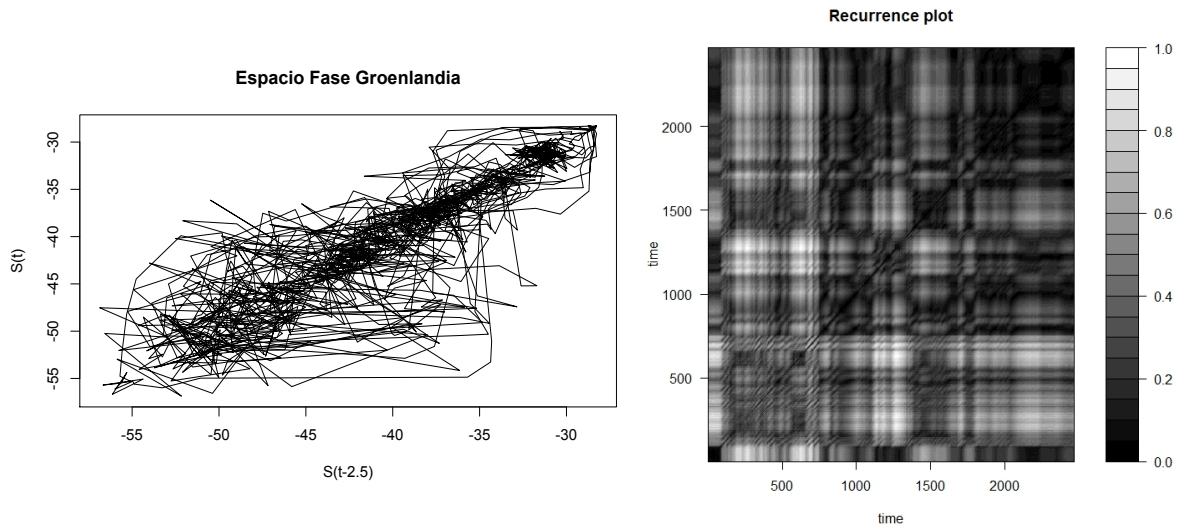 Espacio Fase Groenlandia
S(t)
-30
-35
-40
-45
-50
-55
-55 -50 -45 -40 -35 -30
S(t-2.5)
Recurrence plot
time
2000
1500
1000
500
500 1000 1500 2000
time
1.0
0.8
0.6
0.4
0.2
0.0